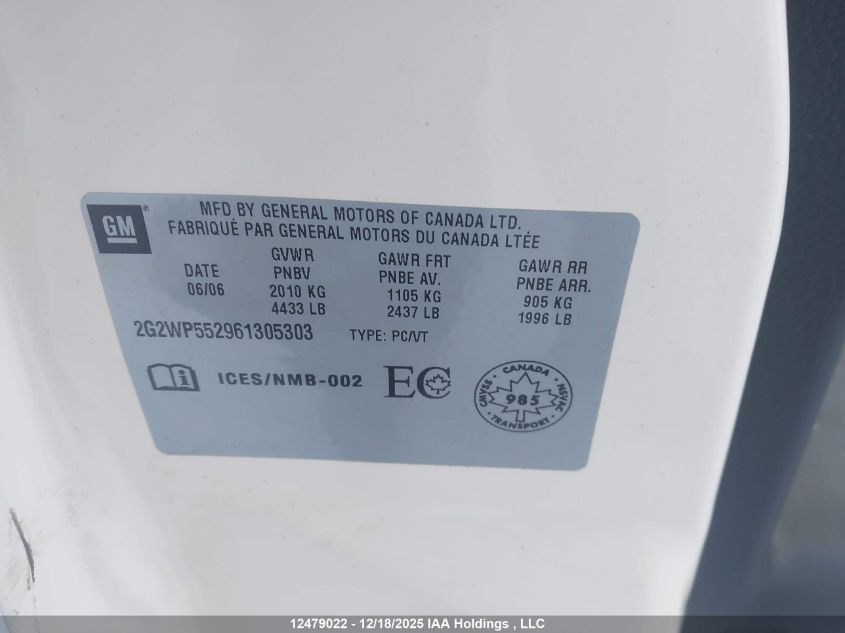 GM
®
MFD BY GENERAL MOTORS OF CANADA LTD.
FABRIQUÉ PAR GENERAL MOTORS DU CANADA LTÉE
DATE
06/06
GVWR
PNBV
2010 KG
4433 LB
GAWR FRT
PNBE AV.
1105 KG
2437 LB
GAWR RR
PNBE ARR.
905 KG
1996 LB
2G2WP552961305303 TYPE: PC/VT
ICES/NMB-002
EC
CANADA
CMVSS
NSVAC
985
TRANSPORT
12479022 - 12/18/2025 IAA Holdings , LLC